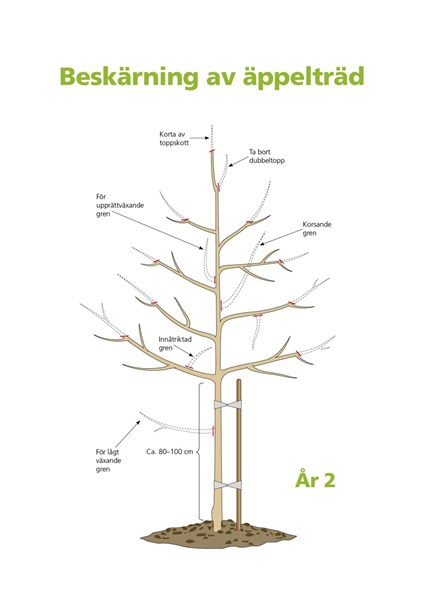 Beskärning av äppelträd
Korta av
toppskott
Ta bort
dubbeltopp
För
upprättväxande
gren
Korsande
gren
Innåtriktad
gren
För lågt
växande
gren
Ca. 80–100 cm
År 2